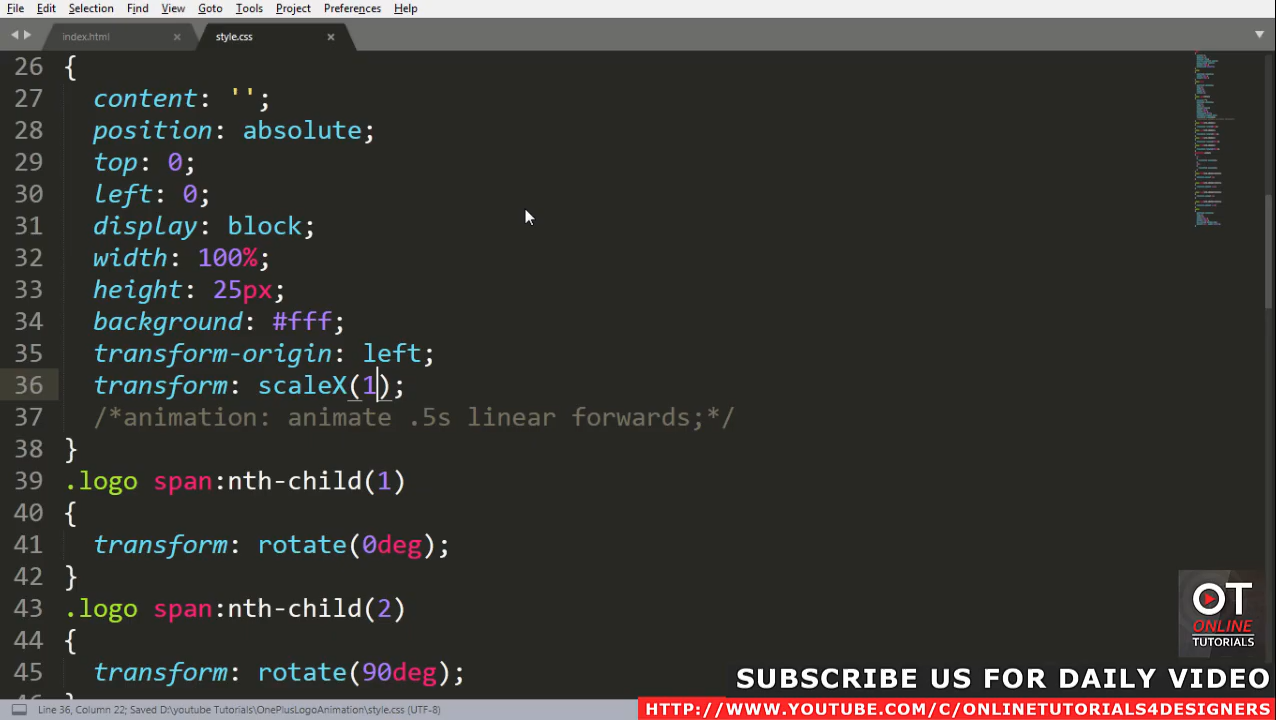 File Edit Selection Find View Goto Tools Project Preferences Help
index.html × style.css ×
26 {
27 content: '';
28 position: absolute;
29 top: 0;
30 left: 0;
31 display: block;
32 width: 100%;
33 height: 25px;
34 background: #fff;
35 transform-origin: left;
36 transform: scaleX(1);
37 /*animation: animate .5s linear forwards;*/
38 }
39 .logo span:nth-child(1)
40 {
41 transform: rotate(0deg);
42 }
43 .logo span:nth-child(2)
44 {
45 transform: rotate(90deg);
OT
ONLINE
TUTORIALS
SUBSCRIBE US FOR DAILY VIDEO
Line 36, Column 22; Saved D:\youtube Tutorials\OnePlusLogoAnimation\style.css (UTF-8)
HTTP://WWW.YOUTUBE.COM/C/ONLINETUTORIALS4DESIGNERS